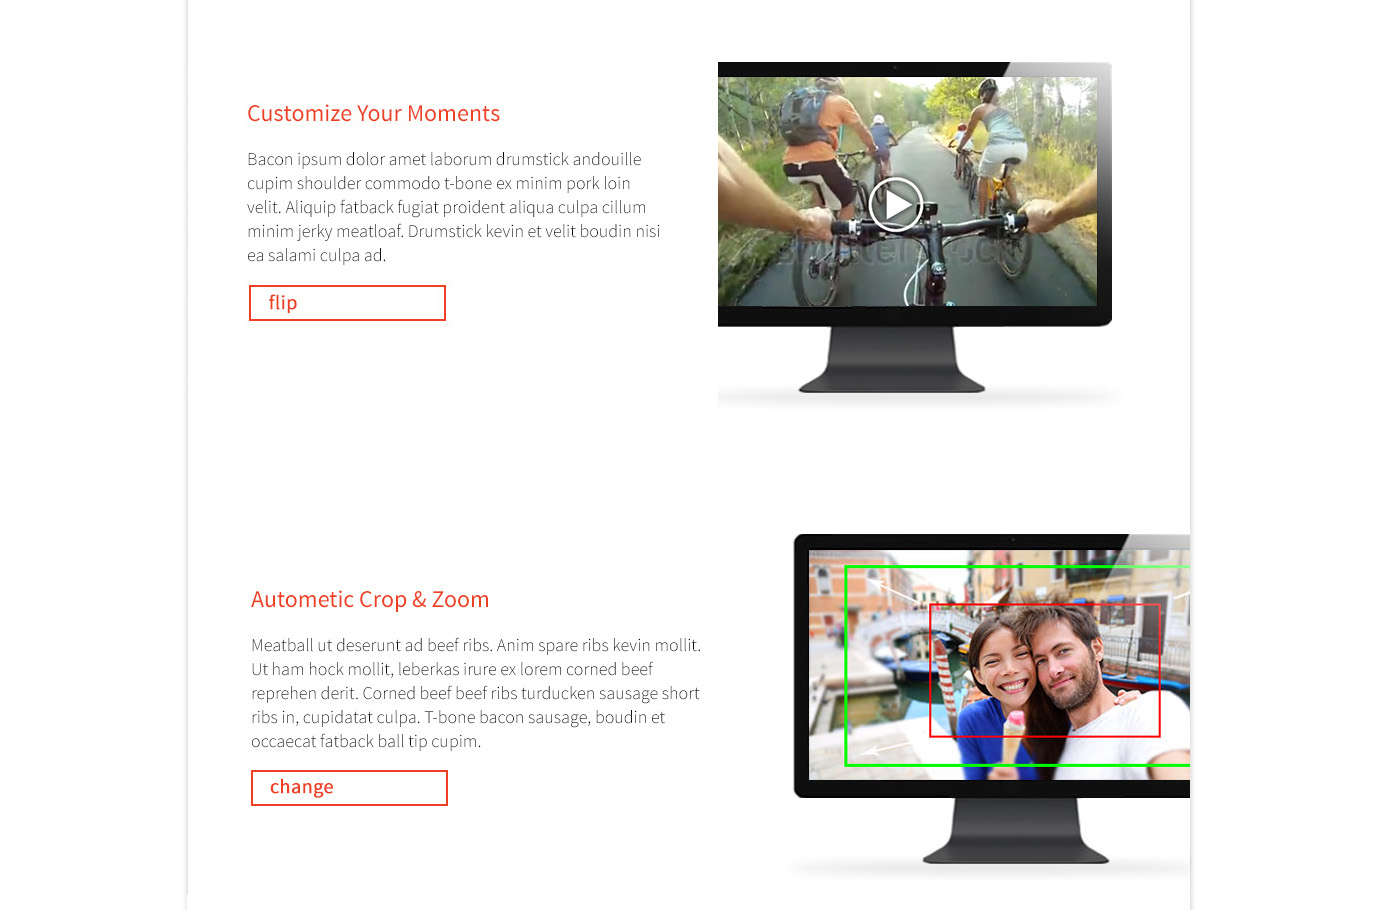 Customize Your Moments
Bacon ipsum dolor amet laborum drumstick andouille
cupim shoulder commodo t-bone ex minim pork loin
velit. Aliquip fatback fugiat proident aliqua culpa cillum
minim jerky meatloaf. Drumstick kevin et velit boudin nisi
ea salami culpa ad.
flip
Autometic Crop & Zoom
Meatball ut deserunt ad beef ribs. Anim spare ribs kevin mollit.
Ut ham hock mollit, leberkas irure ex lorem corned beef
reprehen derit. Corned beef beef ribs turducken sausage short
ribs in, cupidatat culpa. T-bone bacon sausage, boudin et
occaecat fatback ball tip cupim.
change